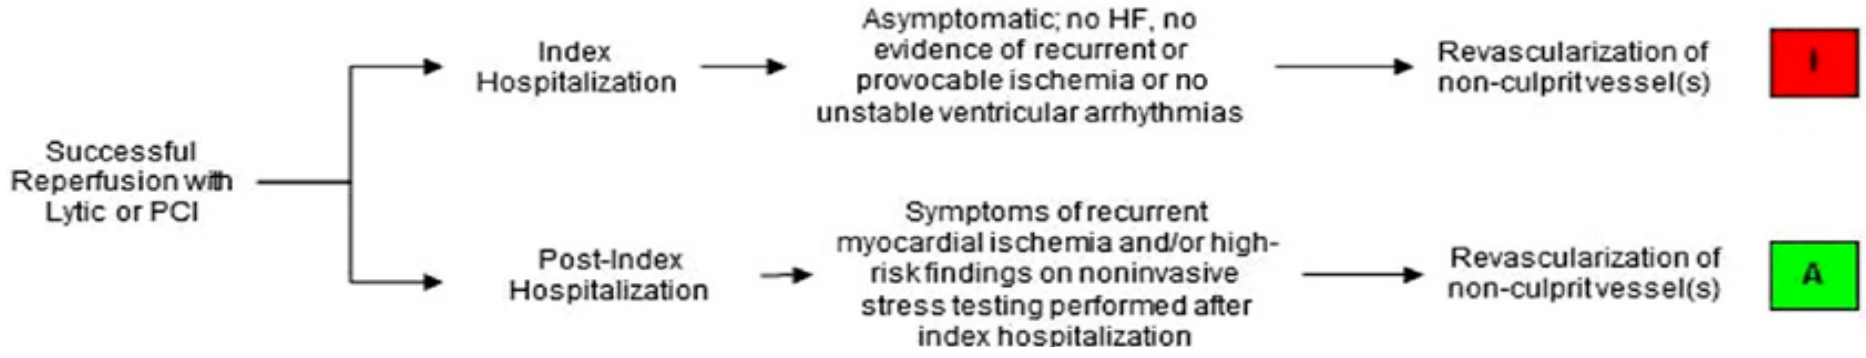 Successful
Reperfusion with
Lytic or PCI
Index
Hospitalization
Asymptomatic; no HF, no
evidence of recurrent or
provocable ischemia or no
unstable ventricular arrhythmias
Revascularization of
non-culprit vessel(s)
I
Post-Index
Hospitalization
Symptoms of recurrent
myocardial ischemia and/or high-
risk findings on noninvasive
stress testing performed after
index hospitalization
Revascularization of
non-culprit vessel(s)
A